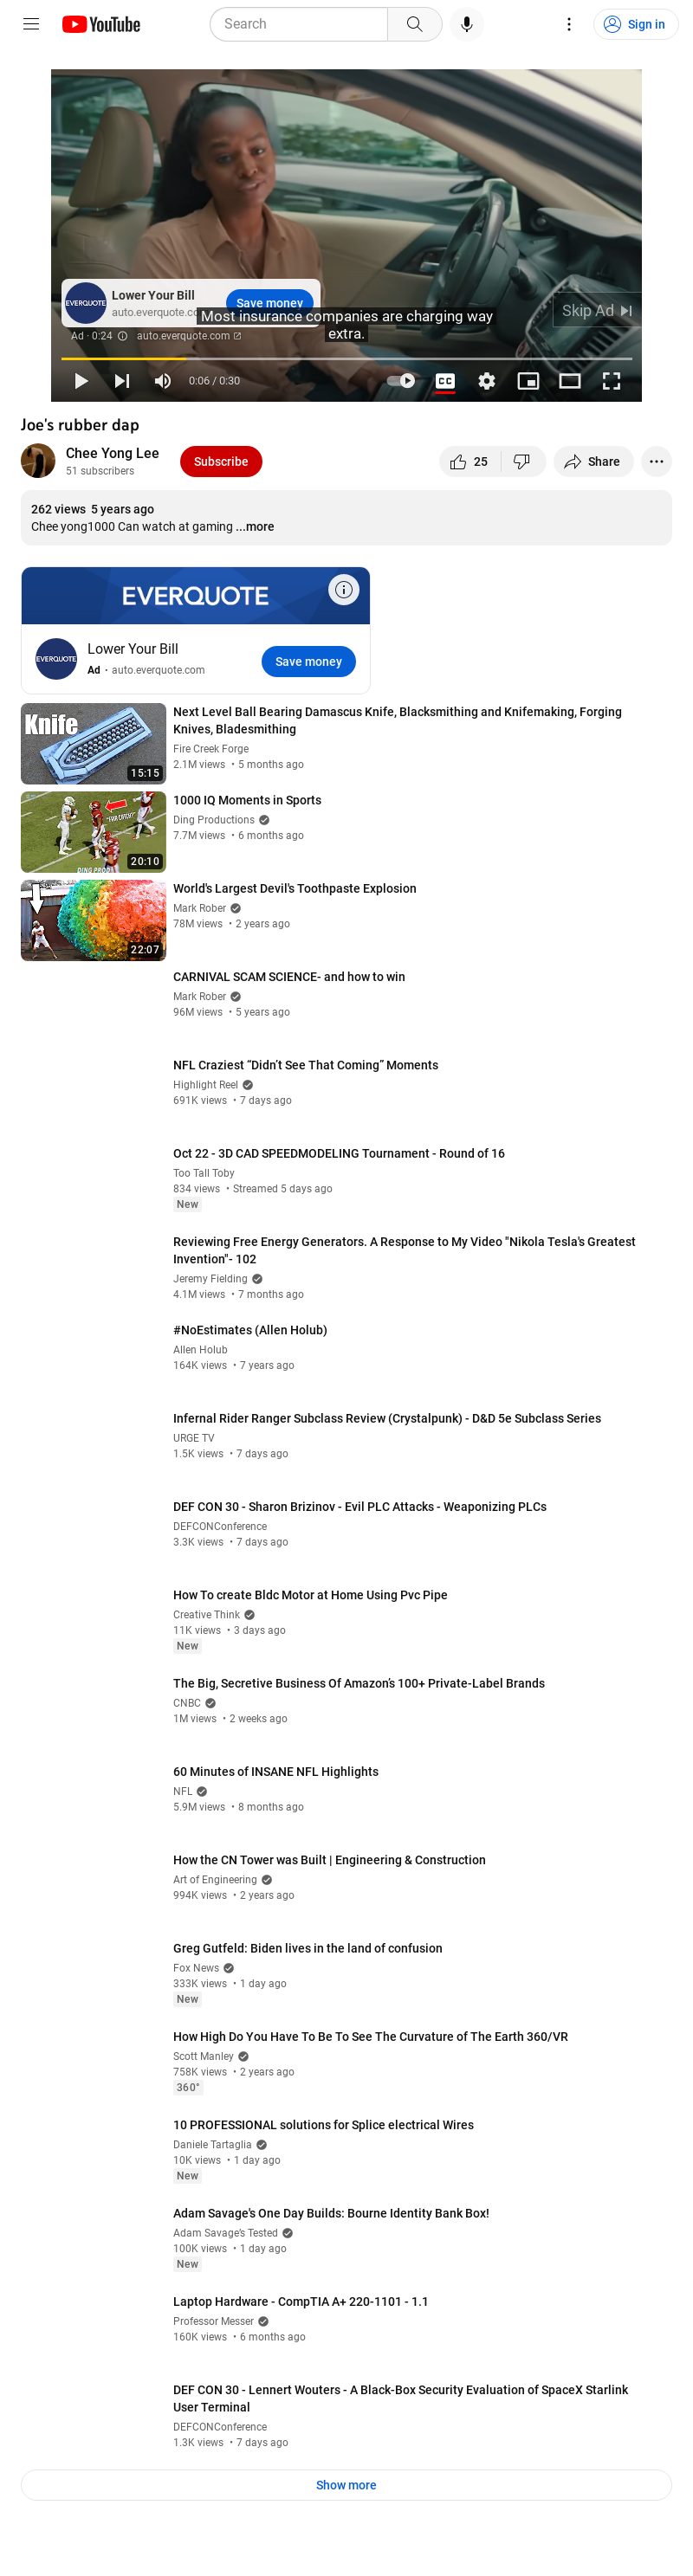 YouTube
Search
Sign in
EVERQUOTE
Lower Your Bill
auto.everquote.co
Save money
Most insurance companies are charging way
extra.
Skip Ad
Ad · 0:24
auto.everquote.com
0:06 / 0:30
CC
Joe's rubber dap
Chee Yong Lee
51 subscribers
Subscribe
25
Share
262 views 5 years ago
Chee yong1000 Can watch at gaming ...more
EVERQUOTE
EVERQUOTE
Lower Your Bill
Ad • auto.everquote.com
Save money
Knife
15:15
Next Level Ball Bearing Damascus Knife, Blacksmithing and Knifemaking, Forging
Knives, Bladesmithing
Fire Creek Forge
2.1M views • 5 months ago
"FAIR CATCH!"
DING PROD!
20:10
1000 IQ Moments in Sports
Ding Productions
7.7M views • 6 months ago
22:07
World's Largest Devil's Toothpaste Explosion
Mark Rober
78M views • 2 years ago
CARNIVAL SCAM SCIENCE- and how to win
Mark Rober
96M views • 5 years ago
NFL Craziest “Didn’t See That Coming” Moments
Highlight Reel
691K views • 7 days ago
Oct 22 - 3D CAD SPEEDMODELING Tournament - Round of 16
Too Tall Toby
834 views • Streamed 5 days ago
New
Reviewing Free Energy Generators. A Response to My Video "Nikola Tesla's Greatest
Invention"- 102
Jeremy Fielding
4.1M views • 7 months ago
#NoEstimates (Allen Holub)
Allen Holub
164K views • 7 years ago
Infernal Rider Ranger Subclass Review (Crystalpunk) - D&D 5e Subclass Series
URGE TV
1.5K views • 7 days ago
DEF CON 30 - Sharon Brizinov - Evil PLC Attacks - Weaponizing PLCs
DEFCONConference
3.3K views • 7 days ago
How To create Bldc Motor at Home Using Pvc Pipe
Creative Think
11K views • 3 days ago
New
The Big, Secretive Business Of Amazon’s 100+ Private-Label Brands
CNBC
1M views • 2 weeks ago
60 Minutes of INSANE NFL Highlights
NFL
5.9M views • 8 months ago
How the CN Tower was Built | Engineering & Construction
Art of Engineering
994K views • 2 years ago
Greg Gutfeld: Biden lives in the land of confusion
Fox News
333K views • 1 day ago
New
How High Do You Have To Be To See The Curvature of The Earth 360/VR
Scott Manley
758K views • 2 years ago
360°
10 PROFESSIONAL solutions for Splice electrical Wires
Daniele Tartaglia
10K views • 1 day ago
New
Adam Savage's One Day Builds: Bourne Identity Bank Box!
Adam Savage’s Tested
100K views • 1 day ago
New
Laptop Hardware - CompTIA A+ 220-1101 - 1.1
Professor Messer
160K views • 6 months ago
DEF CON 30 - Lennert Wouters - A Black-Box Security Evaluation of SpaceX Starlink
User Terminal
DEFCONConference
1.3K views • 7 days ago
Show more